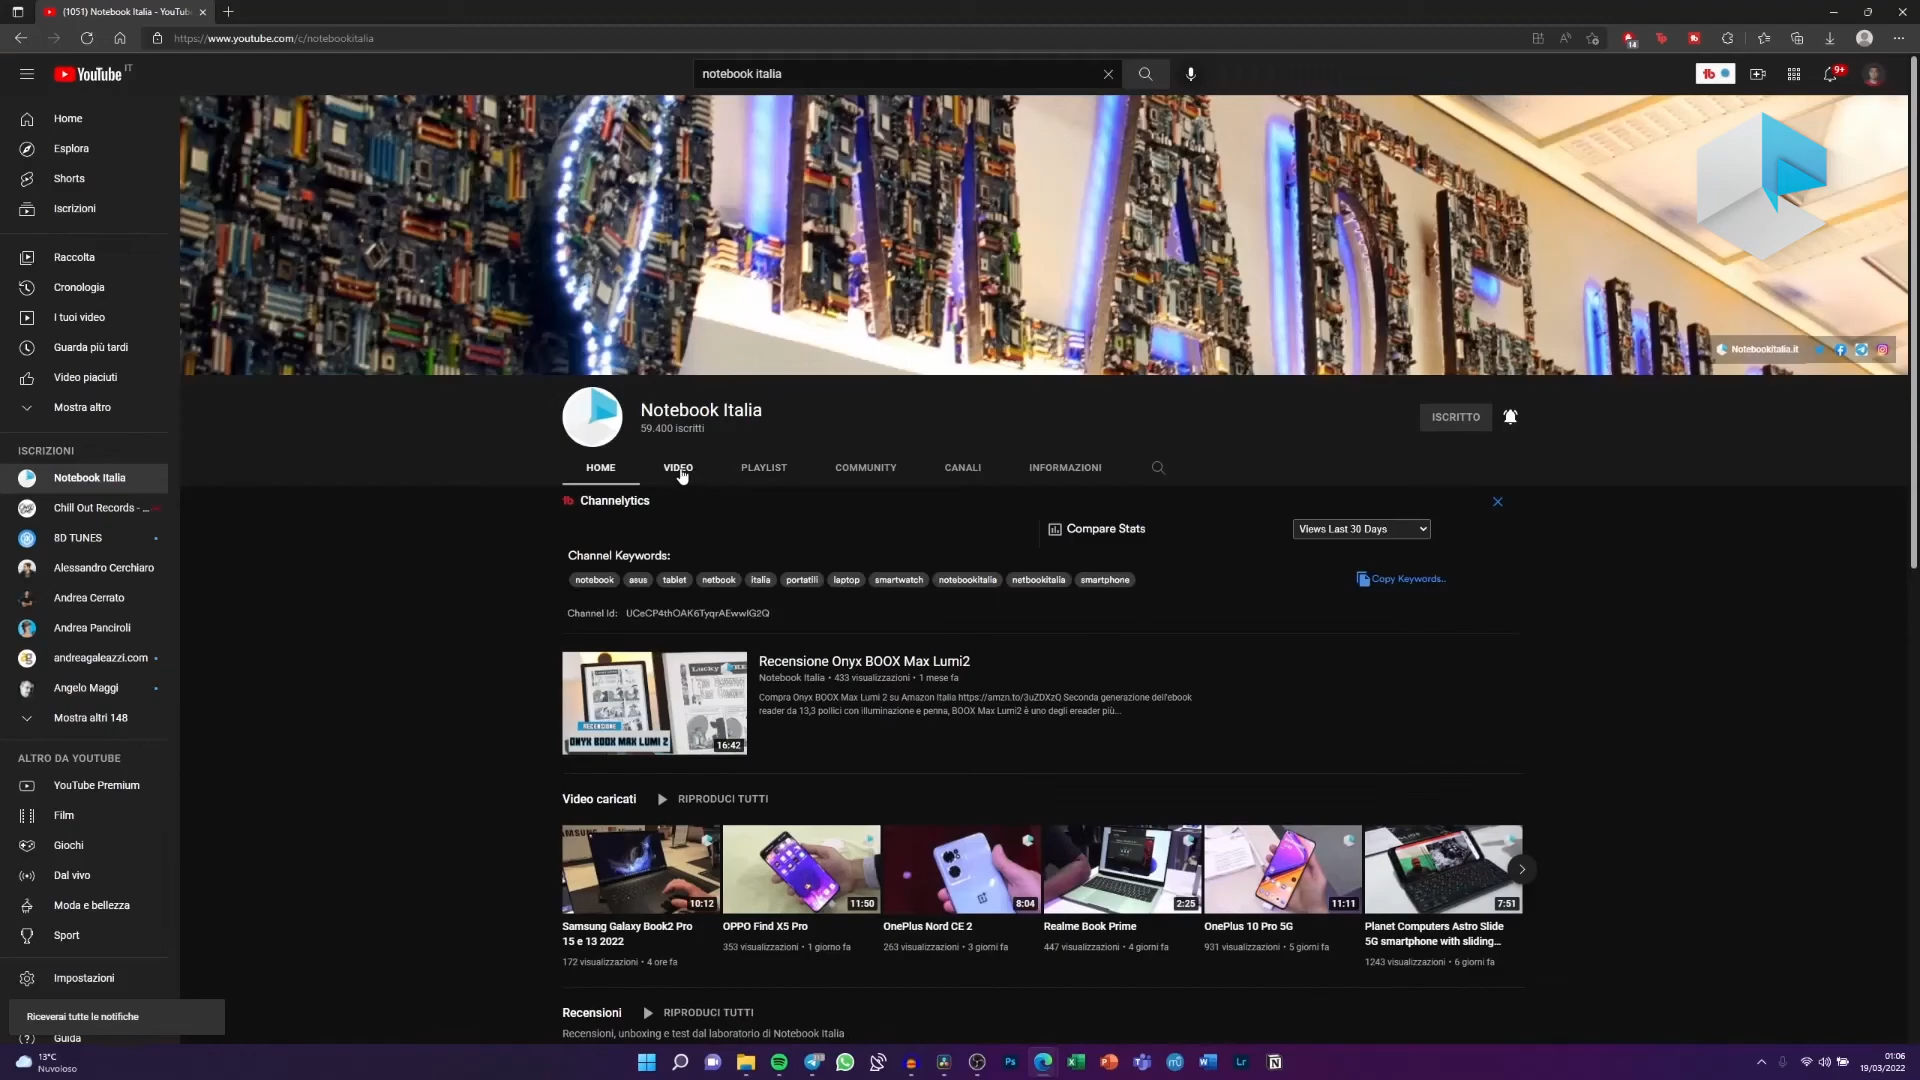 (1051) Notebook Italia - YouTub
https://www.youtube.com/c/notebookitalia
14
YouTube IT
notebook italia
9+
Home
Esplora
Shorts
Iscrizioni
Raccolta
Cronologia
I tuoi video
Guarda più tardi
Video piaciuti
Mostra altro
ISCRIZIONI
Notebook Italia
Chill Out Records - ...
8D TUNES
Alessandro Cerchiaro
Andrea Cerrato
Andrea Panciroli
andreagaleazzi.com
Angelo Maggi
Mostra altri 148
ALTRO DA YOUTUBE
YouTube Premium
Film
Giochi
Dal vivo
Moda e bellezza
Sport
Impostazioni
Riceverai tutte le notifiche
Guida
Notebookitalia.it
Notebook Italia
59.400 iscritti
ISCRITTO
HOME VIDEO PLAYLIST COMMUNITY CANALI INFORMAZIONI
Channelytics
Compare Stats
Views Last 30 Days
Channel Keywords:
notebook asus tablet netbook italia portatili laptop smartwatch notebookitalia netbookitalia smartphone
Copy Keywords..
Channel Id: UCeCP4thOAK6TyqrAEwwIG2Q
RECENSIONE
ONYX BOOX MAX LUMI 2
16:42
Recensione Onyx BOOX Max Lumi2
Notebook Italia • 433 visualizzazioni • 1 mese fa
Compra Onyx BOOX Max Lumi 2 su Amazon Italia https://amzn.to/3uZDXzQ Seconda generazione dell'ebook
reader da 13,3 pollici con illuminazione e penna, BOOX Max Lumi2 è uno degli ereader più...
Video caricati RIPRODUCI TUTTI
10:12
11:50
8:04
2:25
11:11
7:51
Samsung Galaxy Book2 Pro
15 e 13 2022
172 visualizzazioni • 4 ore fa
OPPO Find X5 Pro
353 visualizzazioni • 1 giorno fa
OnePlus Nord CE 2
263 visualizzazioni • 3 giorni fa
Realme Book Prime
447 visualizzazioni • 4 giorni fa
OnePlus 10 Pro 5G
931 visualizzazioni • 5 giorni fa
Planet Computers Astro Slide
5G smartphone with sliding...
1243 visualizzazioni • 6 giorni fa
Recensioni RIPRODUCI TUTTI
Recensioni, unboxing e test dal laboratorio di Notebook Italia
13°C
Nuvoloso
01:06
19/03/2022